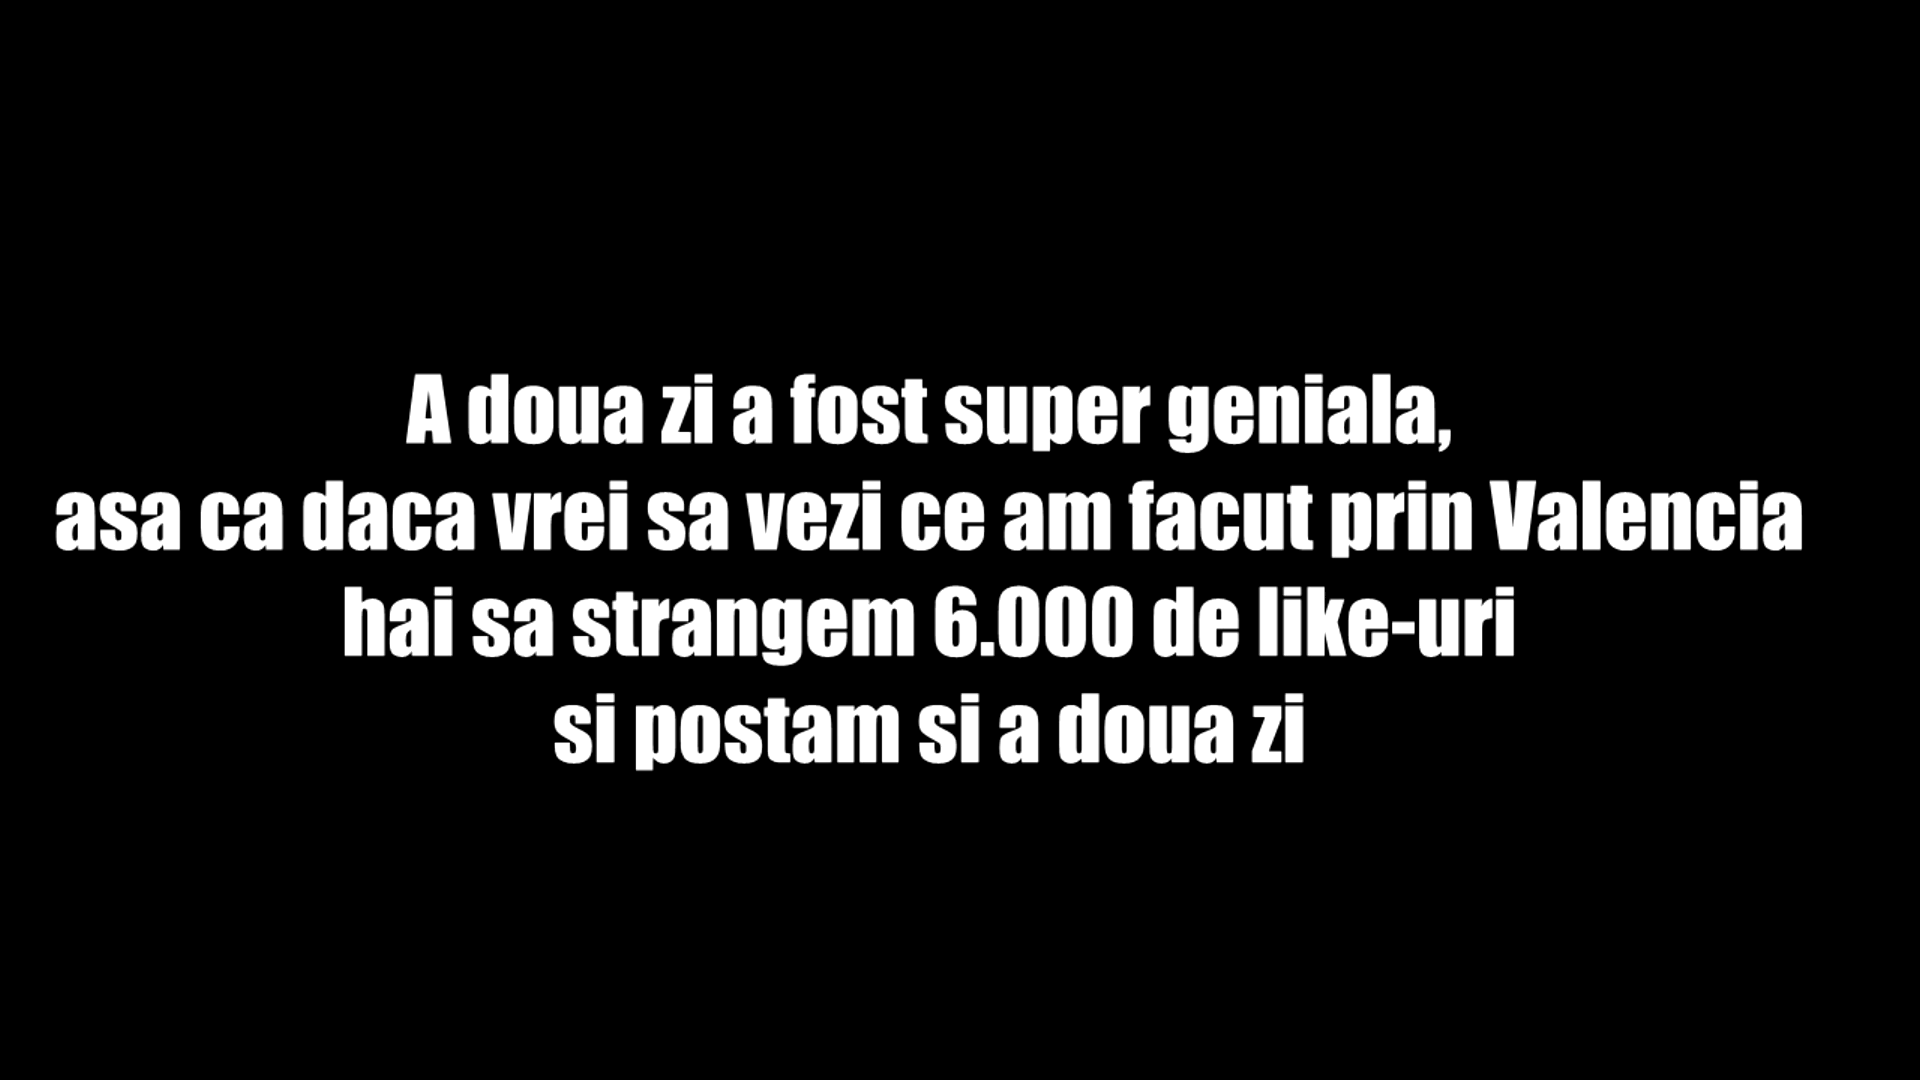 A doua zi a fost super geniala,
asa ca daca vrei sa vezi ce am facut prin Valencia
hai sa strangem 6.000 de like-uri
si postam si a doua zi